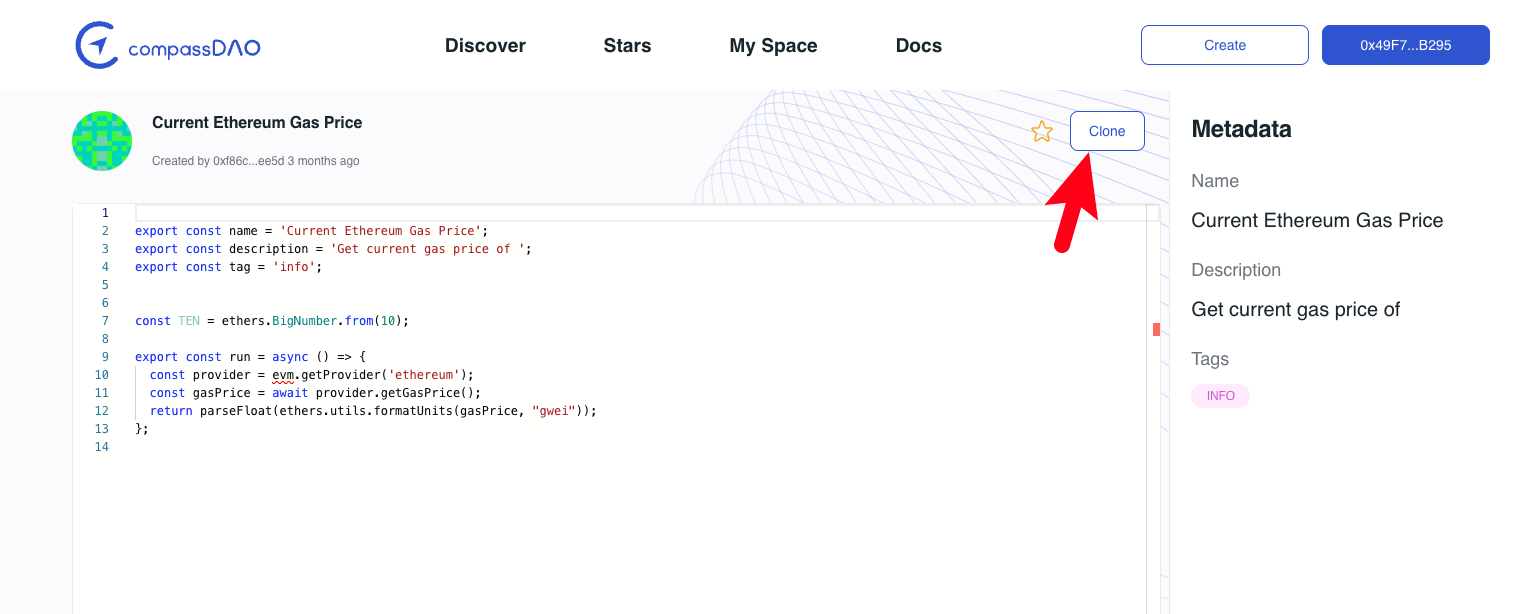 compassDAO
Discover
Stars
My Space
Docs
Create
0x49F7...B295
Current Ethereum Gas Price
Created by 0xf86c...ee5d 3 months ago
Clone
1
2 export const name = 'Current Ethereum Gas Price';
3 export const description = 'Get current gas price of ';
4 export const tag = 'info';
5
6
7 const TEN = ethers.BigNumber.from(10);
8
9 export const run = async () => {
10 const provider = evm.getProvider('ethereum');
11 const gasPrice = await provider.getGasPrice();
12 return parseFloat(ethers.utils.formatUnits(gasPrice, "gwei"));
13 };
14
Metadata
Name
Current Ethereum Gas Price
Description
Get current gas price of
Tags
INFO